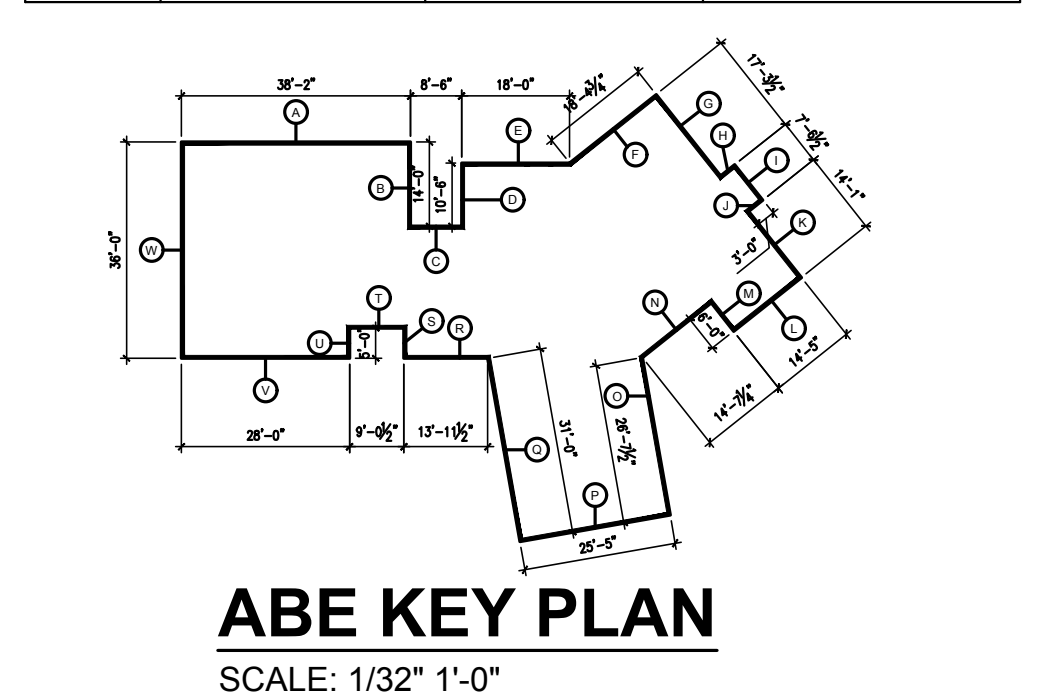 38'-2"
8'-6"
18'-0"
18'-4 3/4"
17'-3 1/2"
7'-6 1/2"
14'-1"
A
B
14'-0"
10'-6"
C
D
E
F
G
H
I
J
K
3'-0"
L
M
6'-0"
N
14'-5"
14'-7 1/4"
36'-0"
W
T
U
5'-0"
S
R
V
28'-0"
9'-0 1/2"
13'-11 1/2"
Q
31'-0"
O
26'-7 1/2"
P
25'-5"
ABE KEY PLAN
SCALE: 1/32" 1'-0"